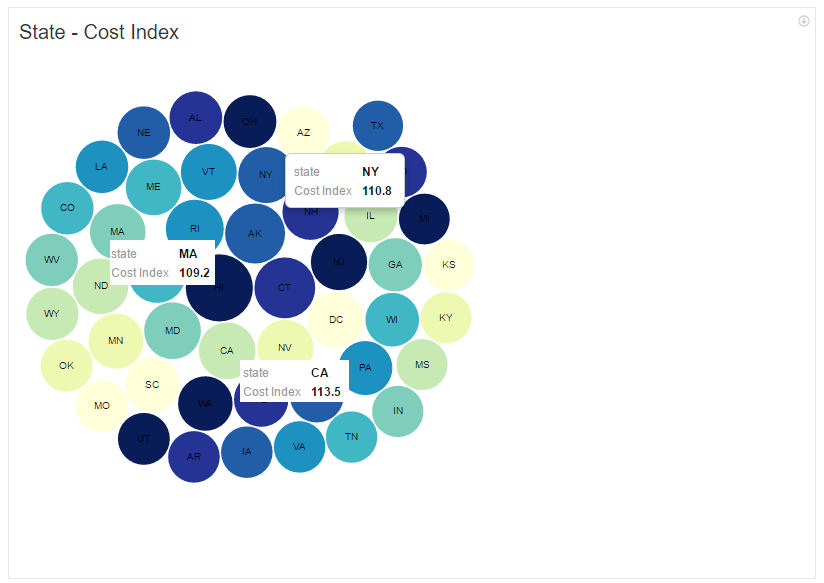 State - Cost Index
AL
OH
NE
AZ
TX
LA
VT
NY
ME
state NY
Cost Index 110.8
CO
NH
IL
MI
MA
RI
AK
WV
state MA
Cost Index 109.2
NJ
GA
KS
ND
HI
CT
WY
DC
WI
KY
MD
MN
CA
NV
OK
PA
MS
state CA
Cost Index 113.5
SC
MO
WA
IN
UT
AR
IA
VA
TN